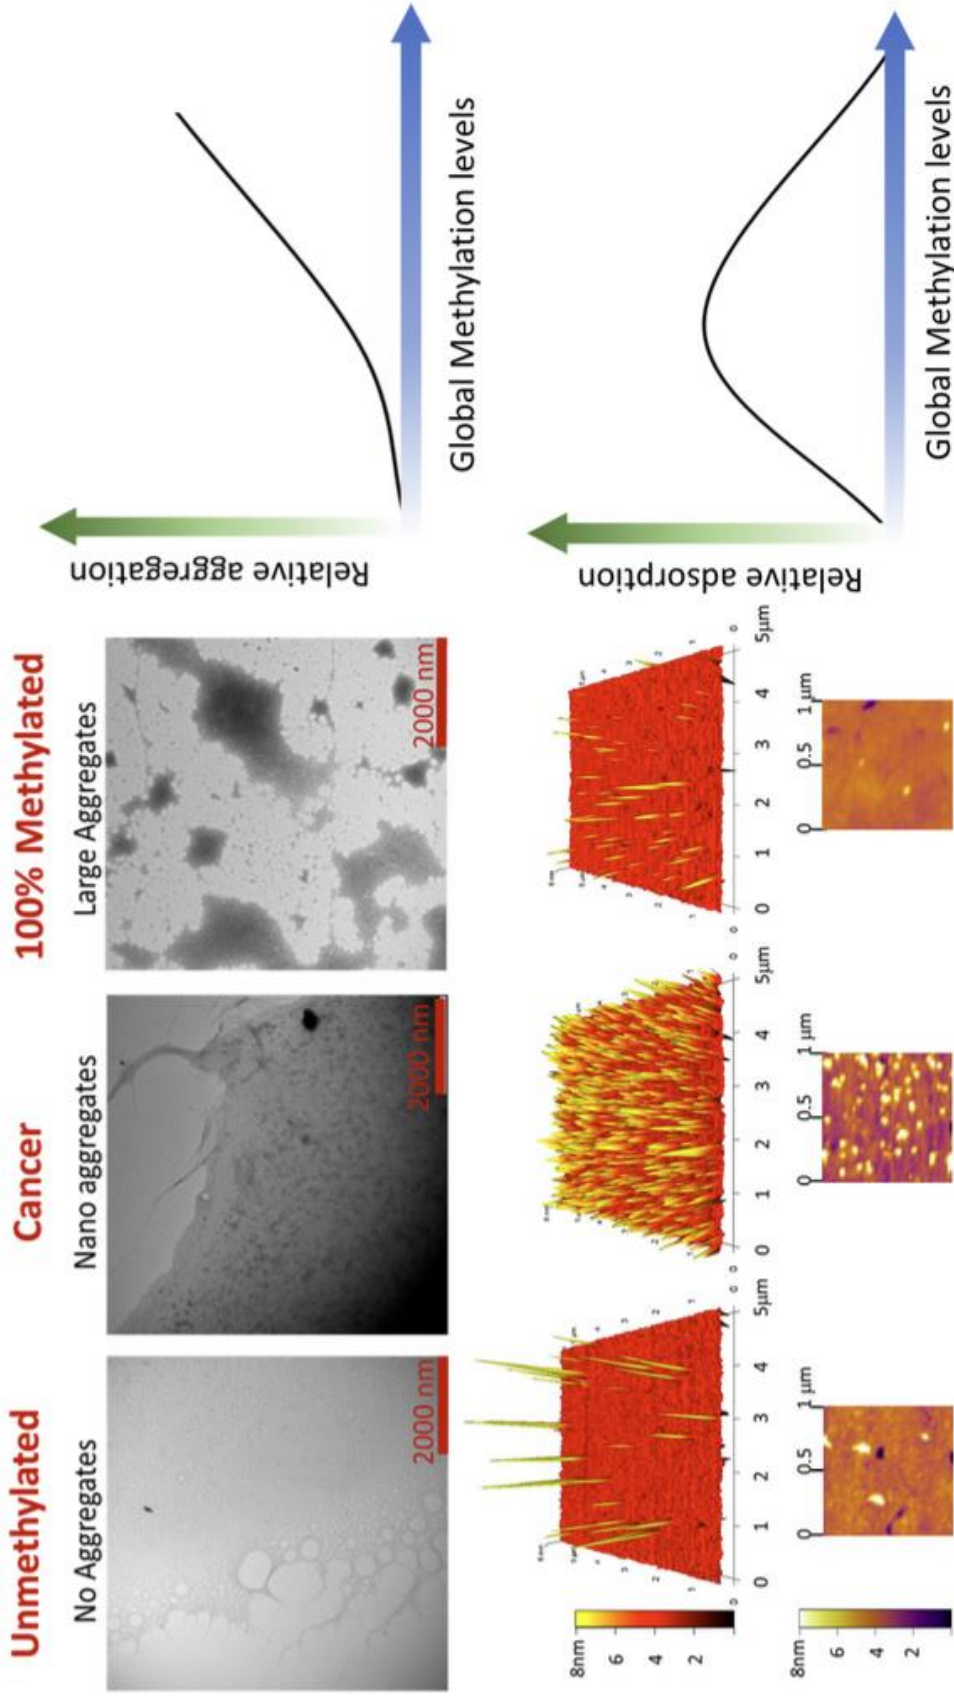 Unmethylated
Cancer
100% Methylated
No Aggregates
Nano aggregates
Large Aggregates
2000 nm
2000 nm
2000 nm
Relative aggregation
Global Methylation levels
8nm
6
4
2
0
1
2
3
4
5μm
0
1
2
3
4
5μm
0
1
2
3
4
5μm
8nm
6
4
2
0
0.5
1 μm
0
0.5
1 μm
0
0.5
1 μm
Relative adsorption
Global Methylation levels